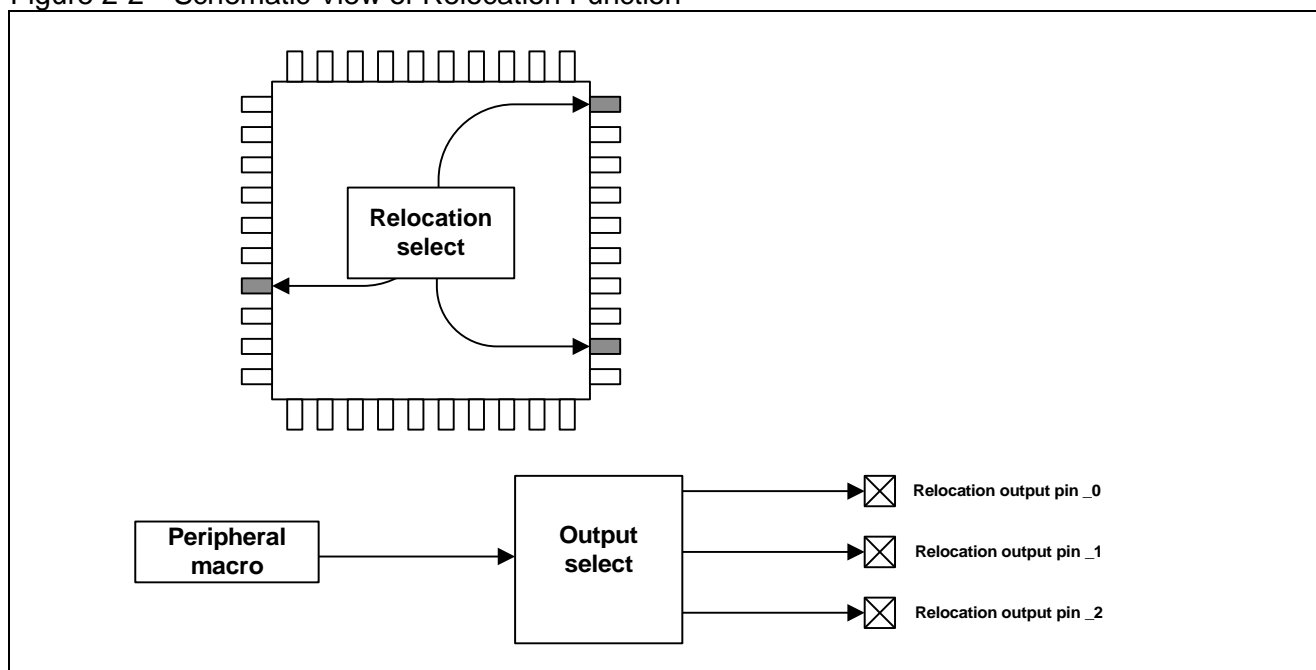 Figure 2-2 Schematic View of Relocation Function
Relocation
select
Peripheral
macro
Output
select
Relocation output pin _0
Relocation output pin _1
Relocation output pin _2